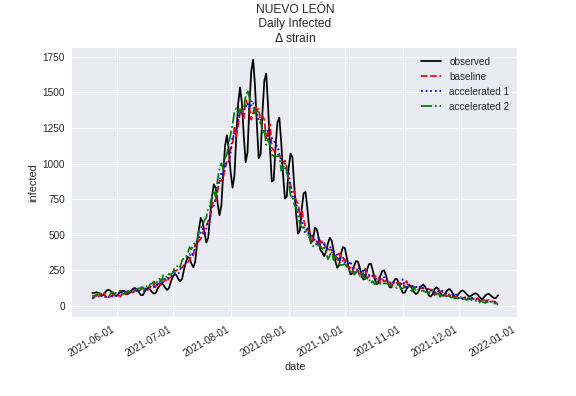 NUEVO LEÓN
Daily Infected
Δ strain
1750
1500
1250
1000
750
500
250
0
infected
observed
baseline
accelerated 1
accelerated 2
2021-06-01
2021-07-01
2021-08-01
2021-09-01
2021-10-01
2021-11-01
2021-12-01
2022-01-01
date